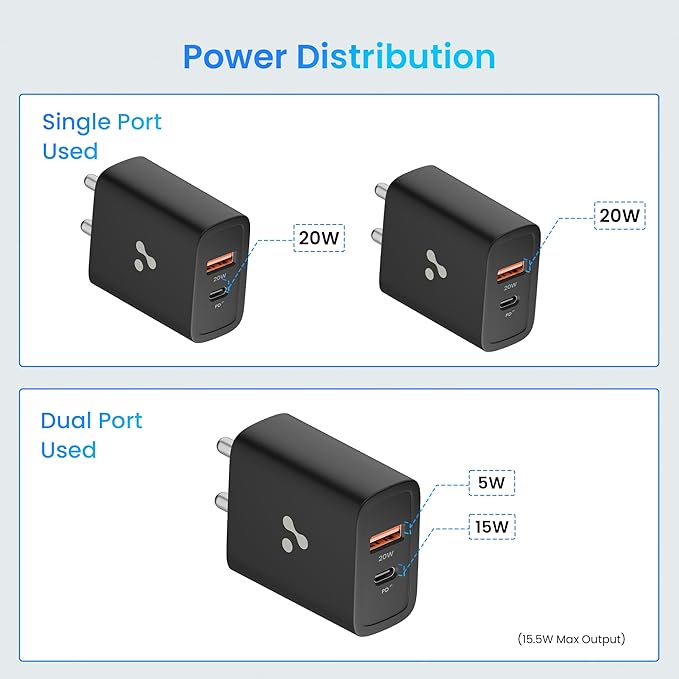 Power Distribution
Single Port
Used
20W
20W
PD
20W
20W
PD
Dual Port
Used
5W
15W
20W
PD
(15.5W Max Output)